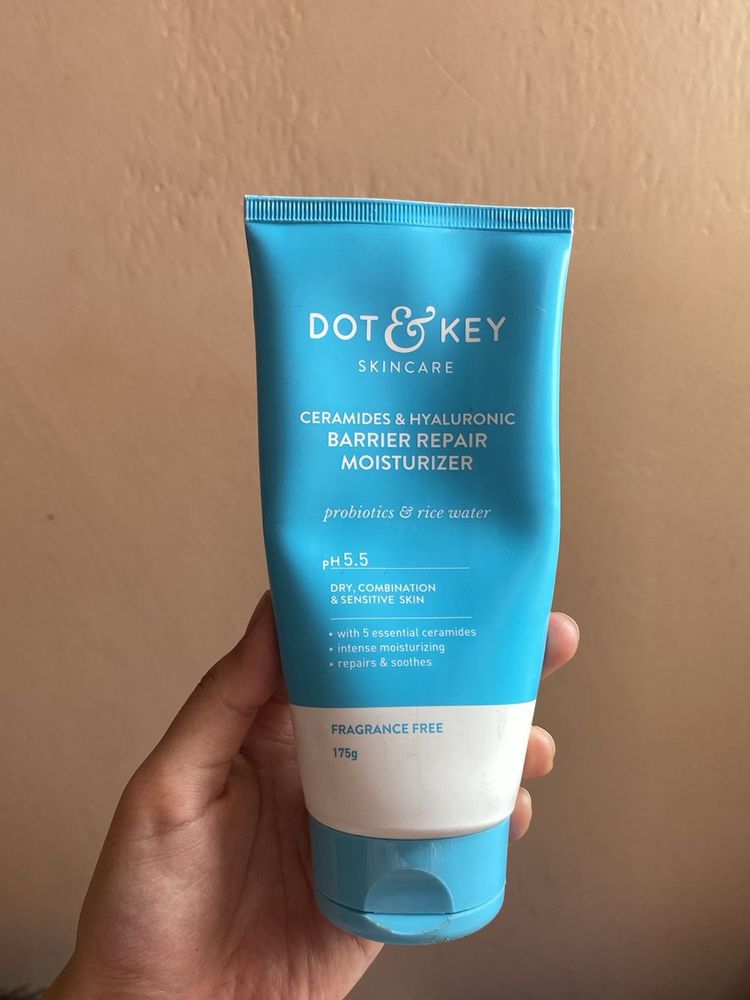 DOT & KEY
SKINCARE
CERAMIDES & HYALURONIC
BARRIER REPAIR
MOISTURIZER
probiotics & rice water
pH 5.5
DRY, COMBINATION
& SENSITIVE SKIN
• with 5 essential ceramides
• intense moisturizing
• repairs & soothes
FRAGRANCE FREE
175g